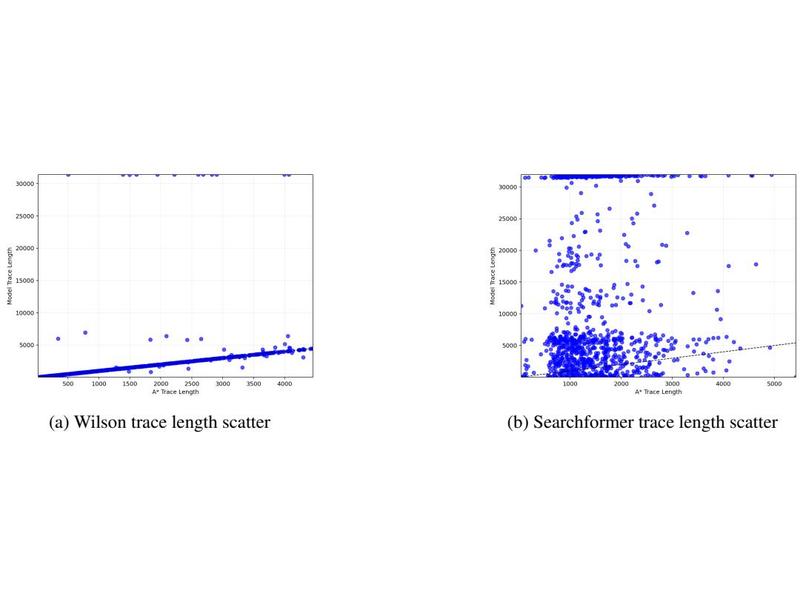 30000
25000
20000
15000
10000
5000
Model Trace Length
500 1000 1500 2000 2500 3000 3500 4000
A* Trace Length
(a) Wilson trace length scatter
30000
25000
20000
15000
10000
5000
Model Trace Length
1000 2000 3000 4000 5000
A* Trace Length
(b) Searchformer trace length scatter